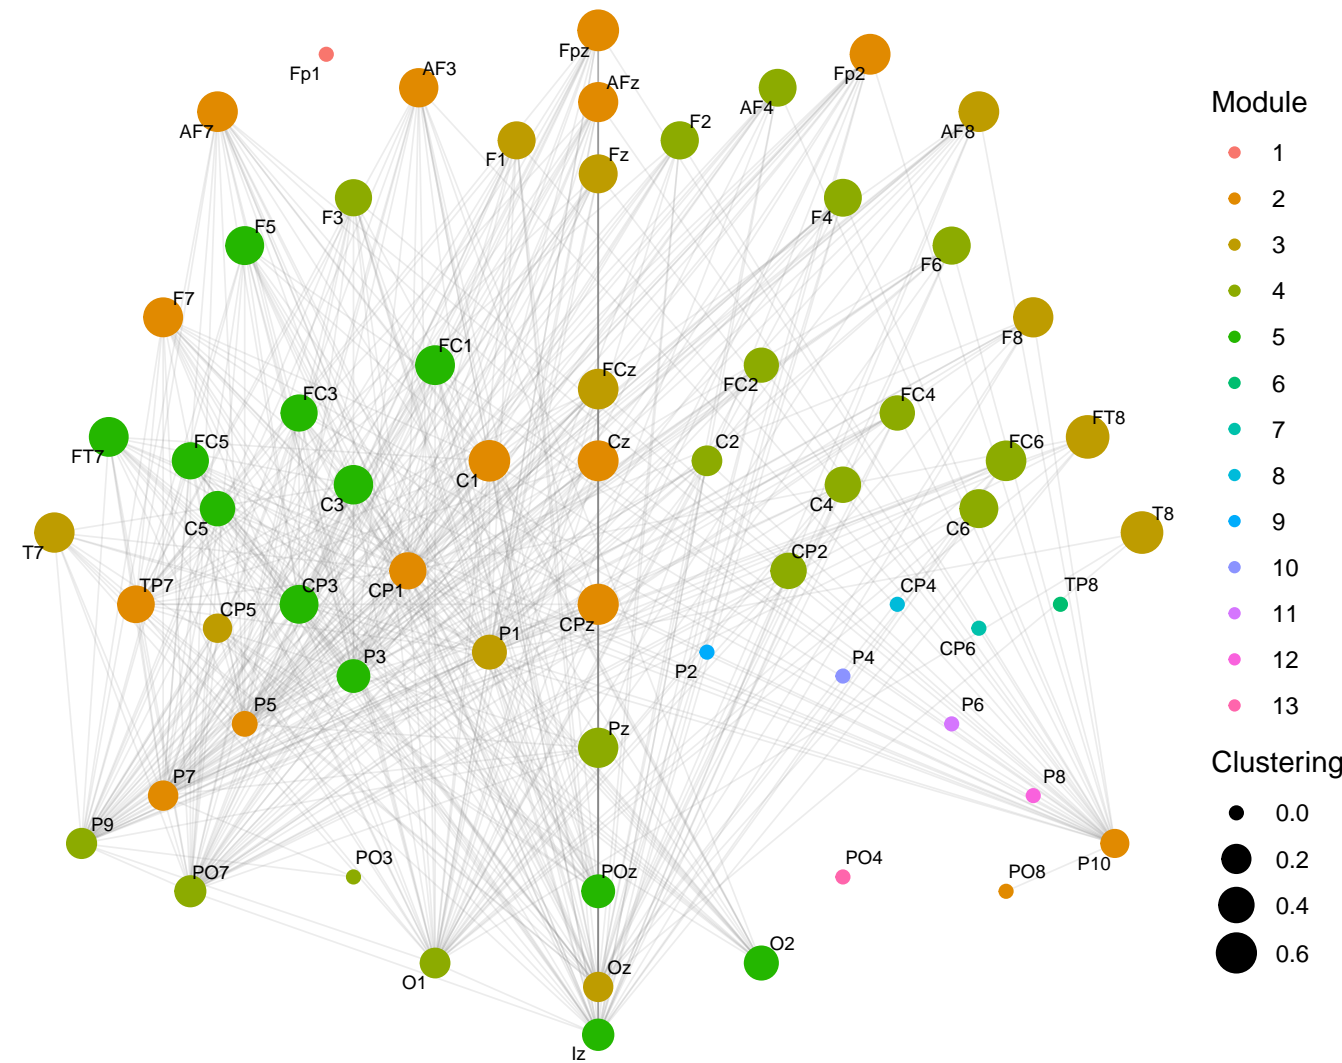 Fpz
Fp1
Fp2
AF3
AFz
AF4
AF7
AF8
F1
Fz
F2
F3
F4
F5
F6
F7
F8
FC1
FCz
FC2
FC3
FC4
FT7
FC5
FC6
FT8
C1
Cz
C2
C3
C4
C5
C6
T7
T8
CP1
CP2
TP7
CP3
CPz
CP4
TP8
CP5
CP6
P1
P2
P3
P4
P5
P6
Pz
P7
P8
P9
P10
PO7
PO3
POz
PO4
PO8
O1
Oz
O2
Iz
Module
1
2
3
4
5
6
7
8
9
10
11
12
13
Clustering
0.0
0.2
0.4
0.6